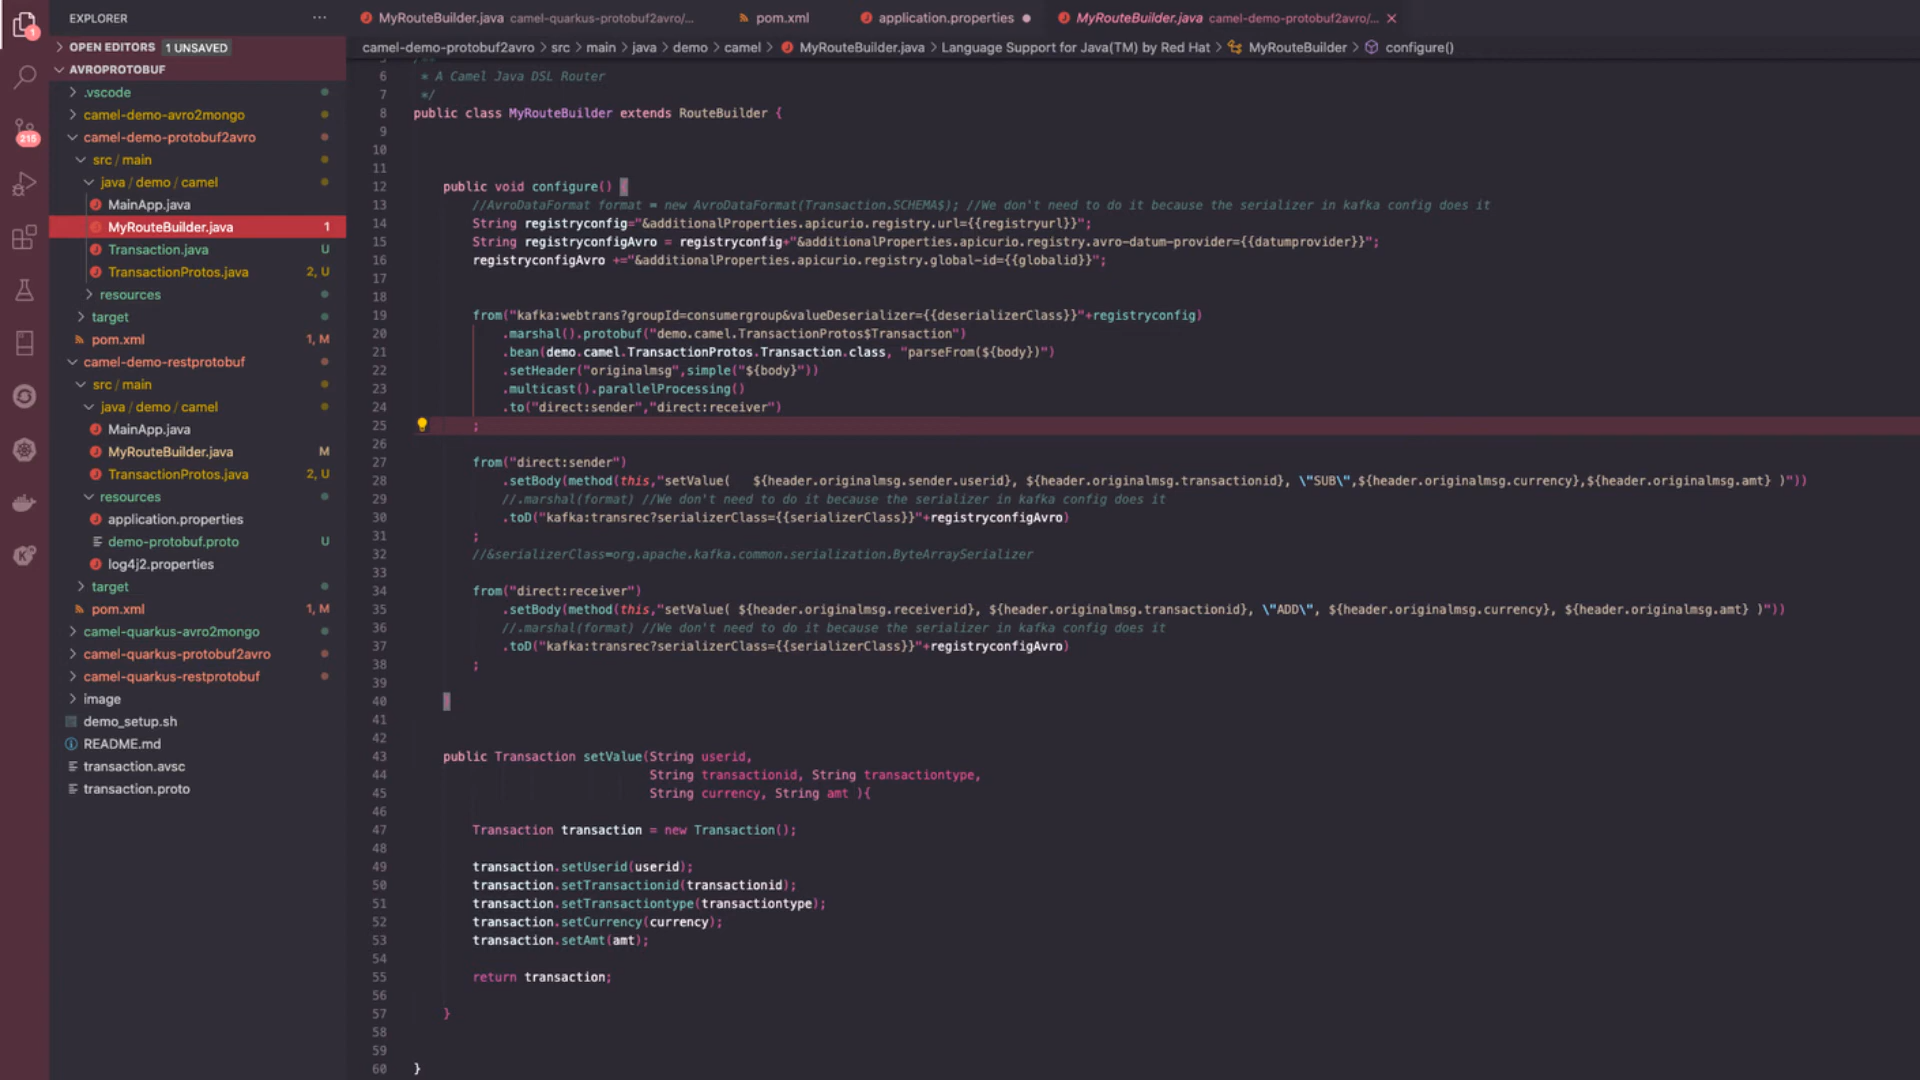 EXPLORER
···
1
OPEN EDITORS 1 UNSAVED
AVROPROTOBUF
.vscode
camel-demo-avro2mongo
camel-demo-protobuf2avro
src / main
java / demo / camel
MainApp.java
MyRouteBuilder.java 1
Transaction.java U
TransactionProtos.java 2, U
resources
target
pom.xml 1, M
camel-demo-restprotobuf
src / main
java / demo / camel
MainApp.java
MyRouteBuilder.java M
TransactionProtos.java 2, U
resources
application.properties
demo-protobuf.proto U
log4j2.properties
target
pom.xml 1, M
camel-quarkus-avro2mongo
camel-quarkus-protobuf2avro
camel-quarkus-restprotobuf
image
demo_setup.sh
README.md
transaction.avsc
transaction.proto
215
MyRouteBuilder.java camel-quarkus-protobuf2avro/...
pom.xml
application.properties
MyRouteBuilder.java camel-demo-protobuf2avro/...
camel-demo-protobuf2avro > src > main > java > demo > camel > MyRouteBuilder.java > Language Support for Java(TM) by Red Hat > MyRouteBuilder > configure()
6 * A Camel Java DSL Router
7 */
8 public class MyRouteBuilder extends RouteBuilder {
9
10
11
12 public void configure() {
13 //AvroDataFormat format = new AvroDataFormat(Transaction.SCHEMA$); //We don't need to do it because the serializer in kafka config does it
14 String registryconfig="&additionalProperties.apicurio.registry.url={{registryurl}}";
15 String registryconfigAvro = registryconfig+"&additionalProperties.apicurio.registry.avro-datum-provider={{datumprovider}}";
16 registryconfigAvro +="&additionalProperties.apicurio.registry.global-id={{globalid}}";
17
18
19 from("kafka:webtrans?groupId=consumergroup&valueDeserializer={{deserializerClass}}"+registryconfig)
20 .marshal().protobuf("demo.camel.TransactionProtos$Transaction")
21 .bean(demo.camel.TransactionProtos.Transaction.class, "parseFrom(${body})")
22 .setHeader("originalmsg",simple("${body}"))
23 .multicast().parallelProcessing()
24 .to("direct:sender","direct:receiver")
25 ;
26
27 from("direct:sender")
28 .setBody(method(this,"setValue( ${header.originalmsg.sender.userid}, ${header.originalmsg.transactionid}, \"SUB\",${header.originalmsg.currency},${header.originalmsg.amt} )"))
29 //.marshal(format) //We don't need to do it because the serializer in kafka config does it
30 .toD("kafka:transrec?serializerClass={{serializerClass}}"+registryconfigAvro)
31 ;
32 //&serializerClass=org.apache.kafka.common.serialization.ByteArraySerializer
33
34 from("direct:receiver")
35 .setBody(method(this,"setValue( ${header.originalmsg.receiverid}, ${header.originalmsg.transactionid}, \"ADD\", ${header.originalmsg.currency}, ${header.originalmsg.amt} )"))
36 //.marshal(format) //We don't need to do it because the serializer in kafka config does it
37 .toD("kafka:transrec?serializerClass={{serializerClass}}"+registryconfigAvro)
38 ;
39
40 }
41
42
43 public Transaction setValue(String userid,
44 String transactionid, String transactiontype,
45 String currency, String amt ){
46
47 Transaction transaction = new Transaction();
48
49 transaction.setUserid(userid);
50 transaction.setTransactionid(transactionid);
51 transaction.setTransactiontype(transactiontype);
52 transaction.setCurrency(currency);
53 transaction.setAmt(amt);
54
55 return transaction;
56
57 }
58
59
60 }